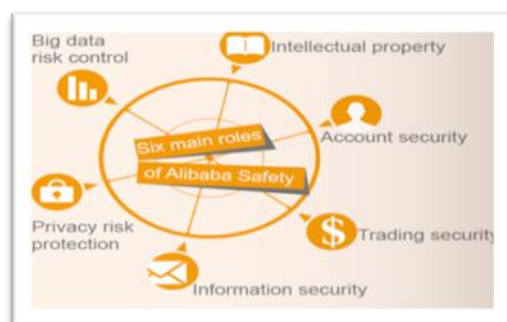 Big data
risk control
Intellectual property
Account security
Six main roles
of Alibaba Safety
Privacy risk
protection
Trading security
Information security